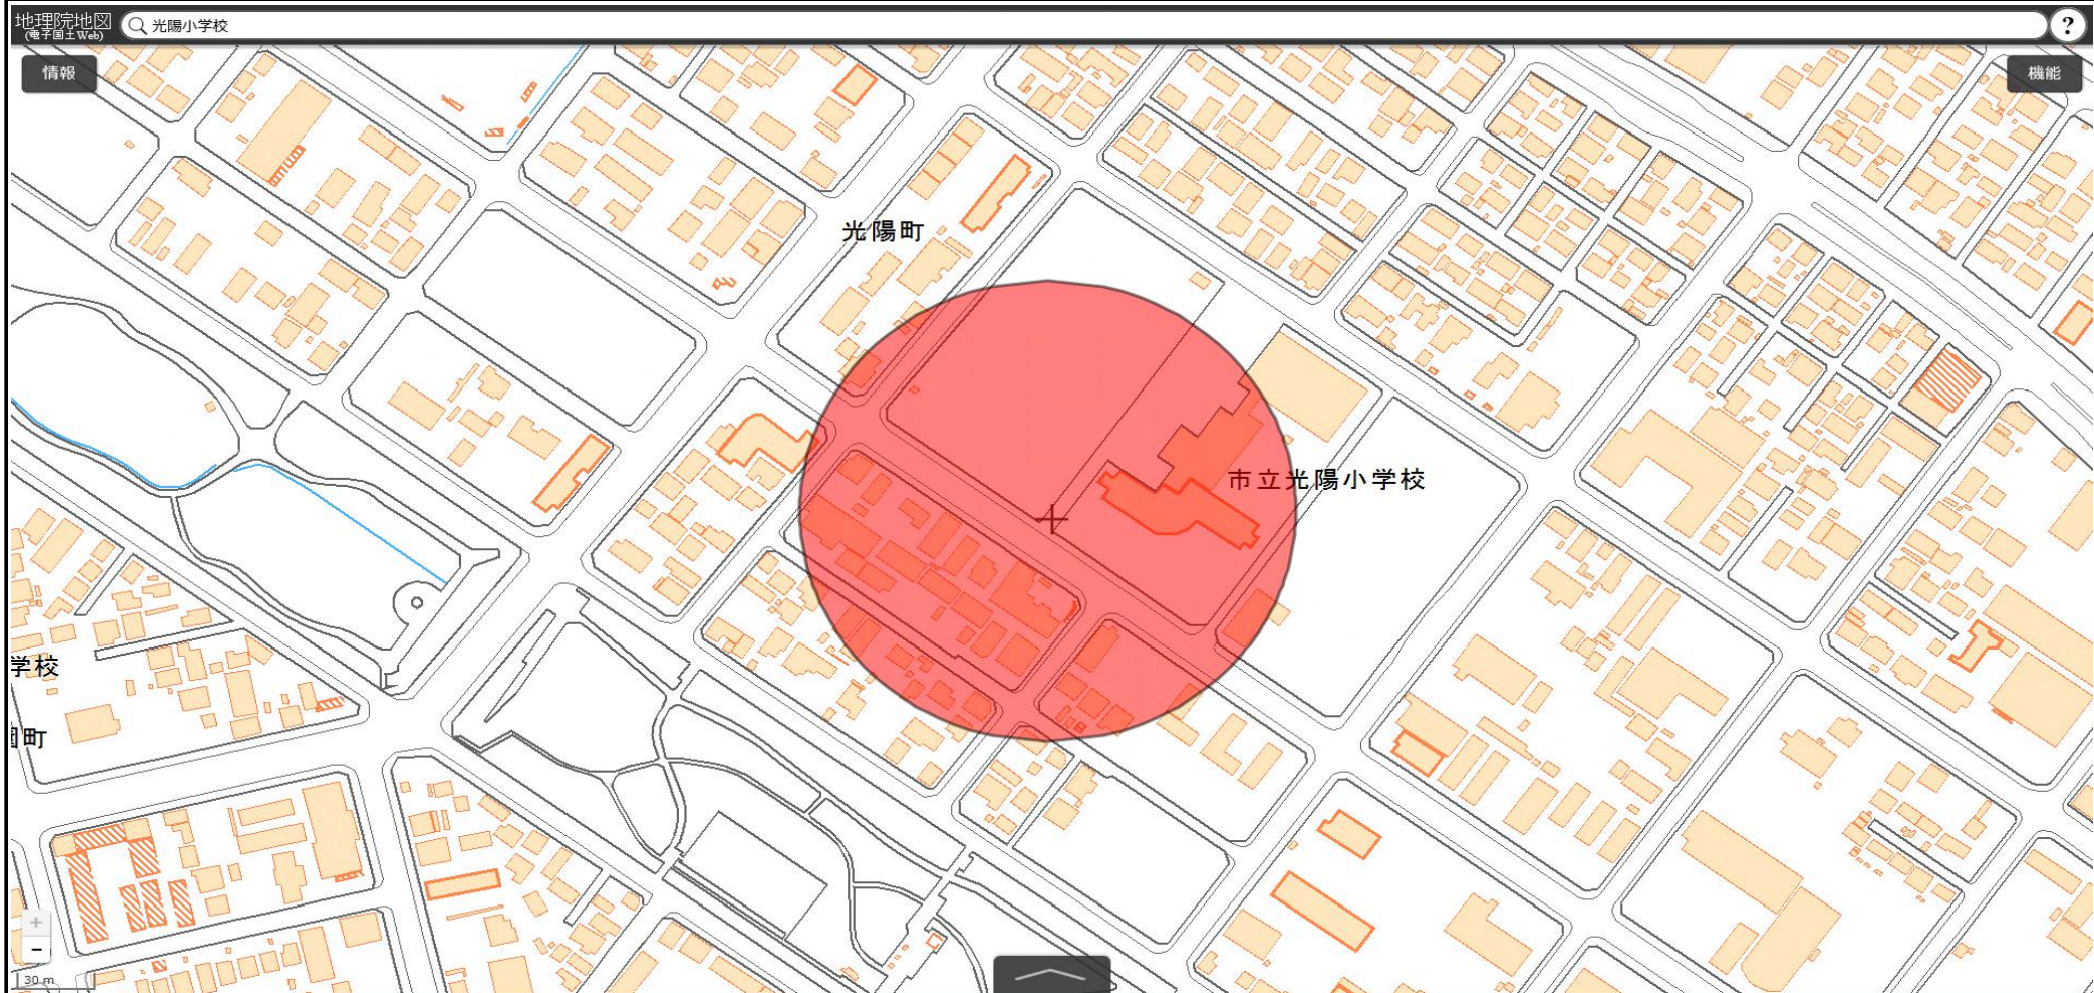 地理院地図
(電子国土Web)
光陽小学校
?
情報
機能
光陽町
市立光陽小学校
学校
町
+
-
30 m